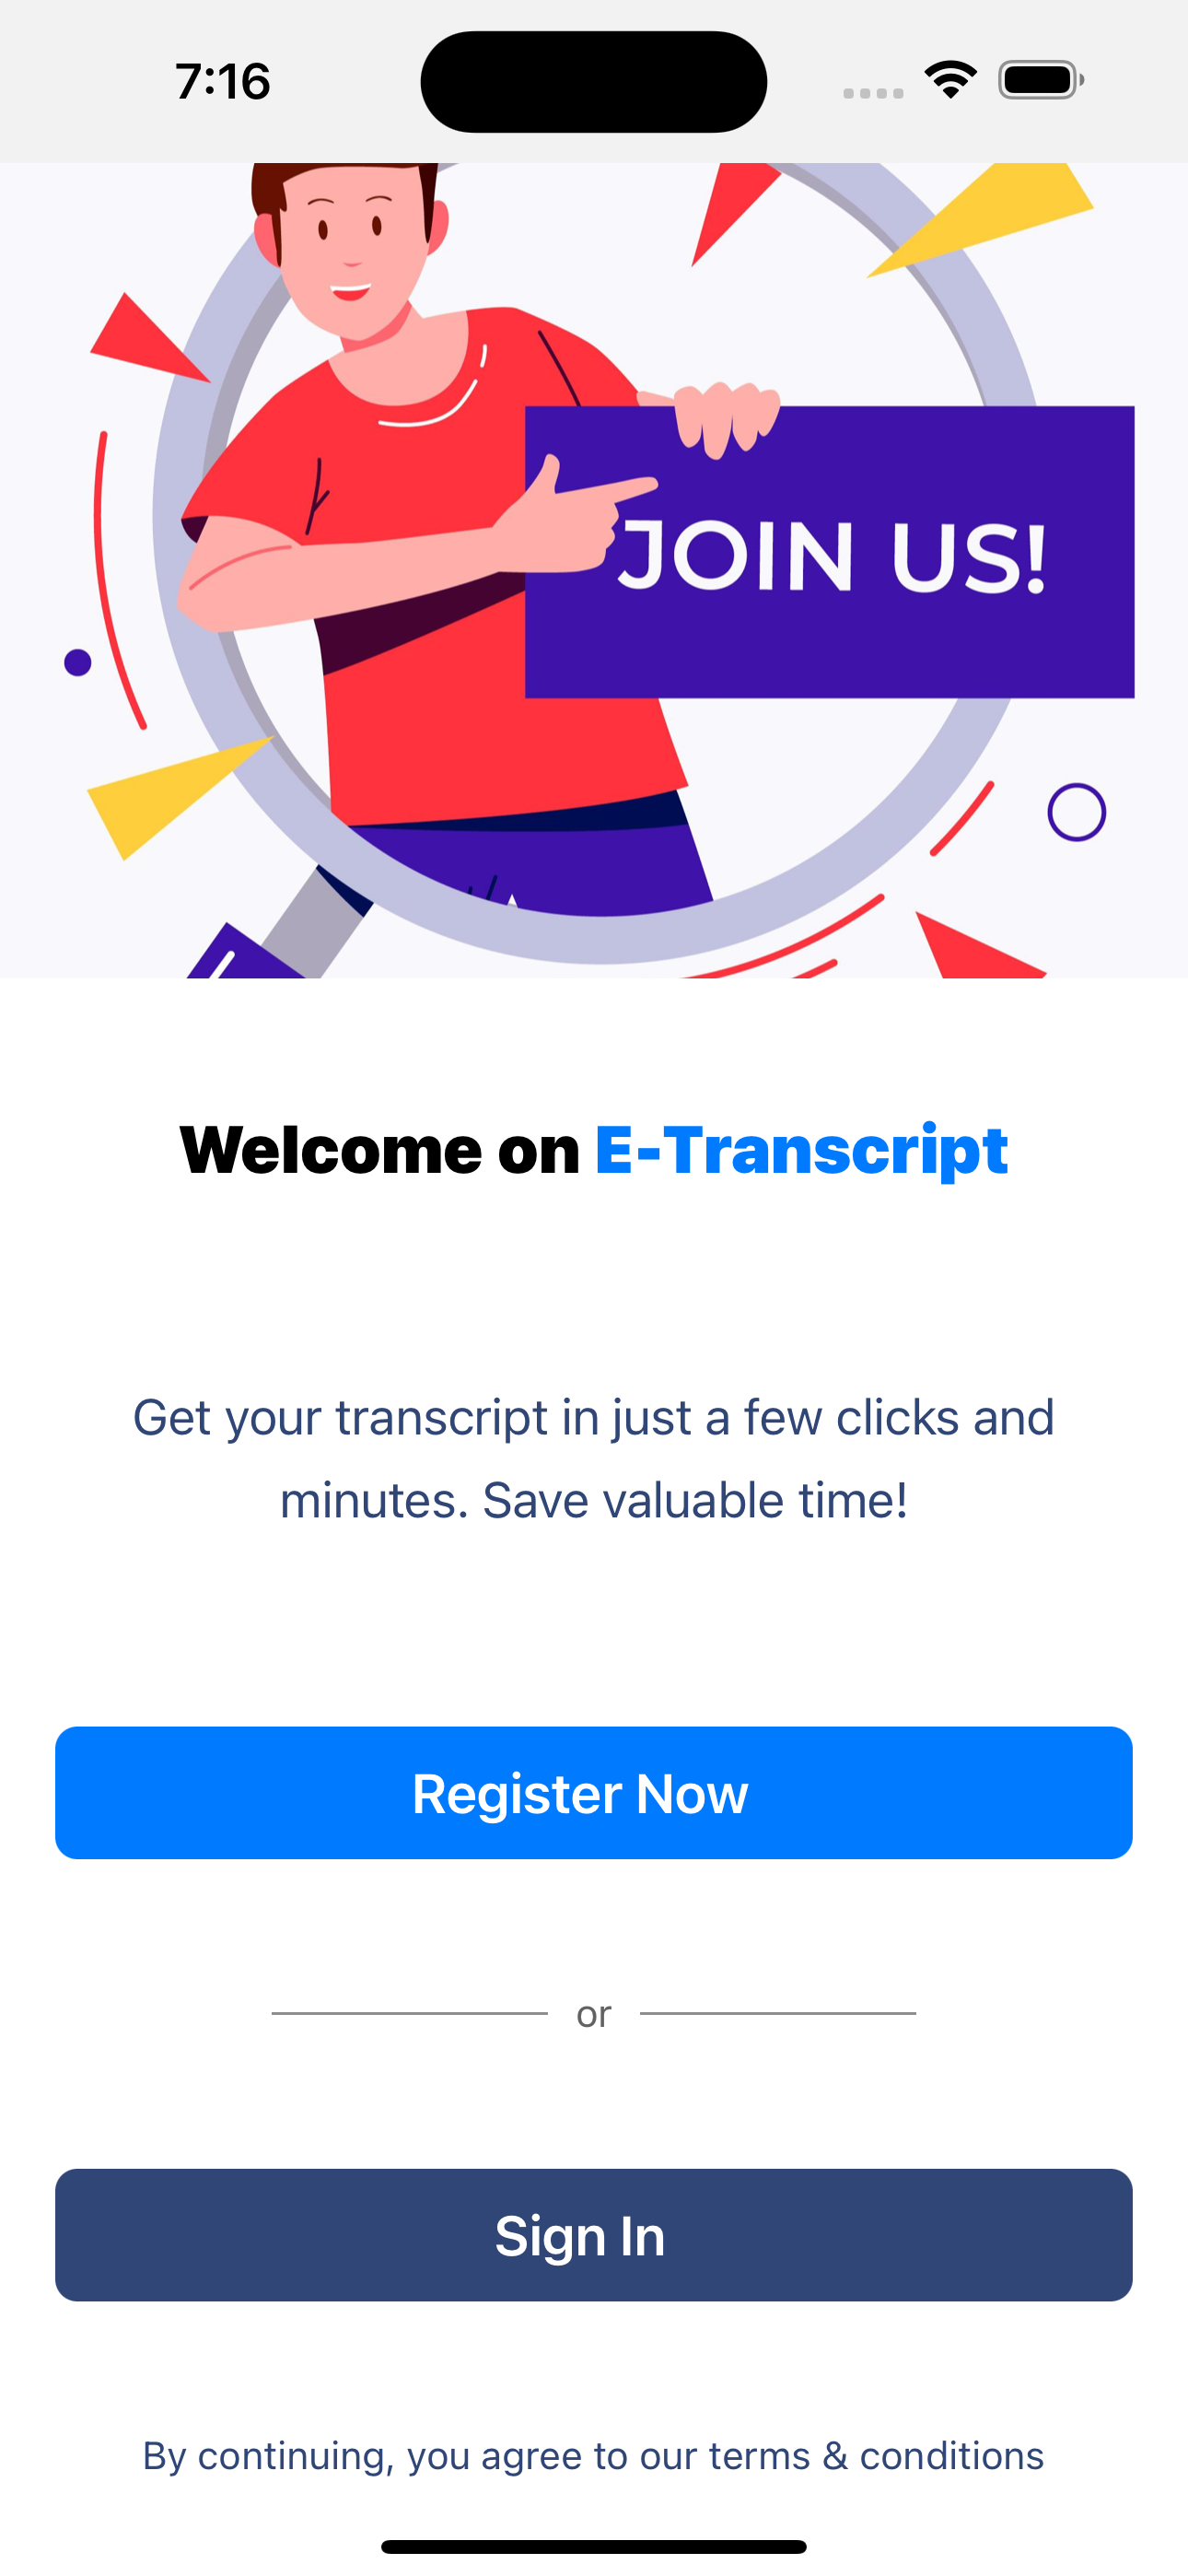 7:16
JOIN US!
Welcome on E-Transcript
Get your transcript in just a few clicks and
minutes. Save valuable time!
Register Now
or
Sign In
By continuing, you agree to our terms & conditions